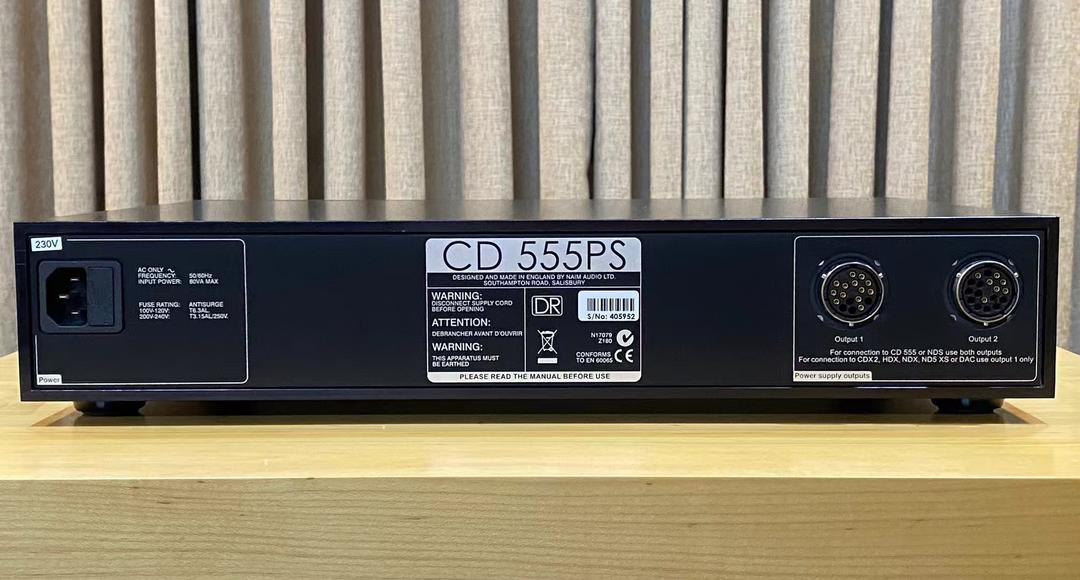 230V
AC ONLY ~
FREQUENCY: 50/60Hz
INPUT POWER: 80VA MAX
FUSE RATING: ANTISURGE
100V-120V: T6.3AL.
200V-240V: T3.15AL/250V.
Power
CD 555PS
DESIGNED AND MADE IN ENGLAND BY NAIM AUDIO LTD.
SOUTHAMPTON ROAD, SALISBURY
WARNING:
DISCONNECT SUPPLY CORD
BEFORE OPENING
ATTENTION:
DEBRANCHER AVANT D'OUVRIR
WARNING:
THIS APPARATUS MUST
BE EARTHED
DR
S/No: 405952
N17079
Z180
CONFORMS
TO EN 60065
CE
PLEASE READ THE MANUAL BEFORE USE
Output 1
Output 2
For connection to CD 555 or NDS use both outputs
For connection to CDX2, HDX, NDX, ND5 XS or DAC use output 1 only
Power supply outputs